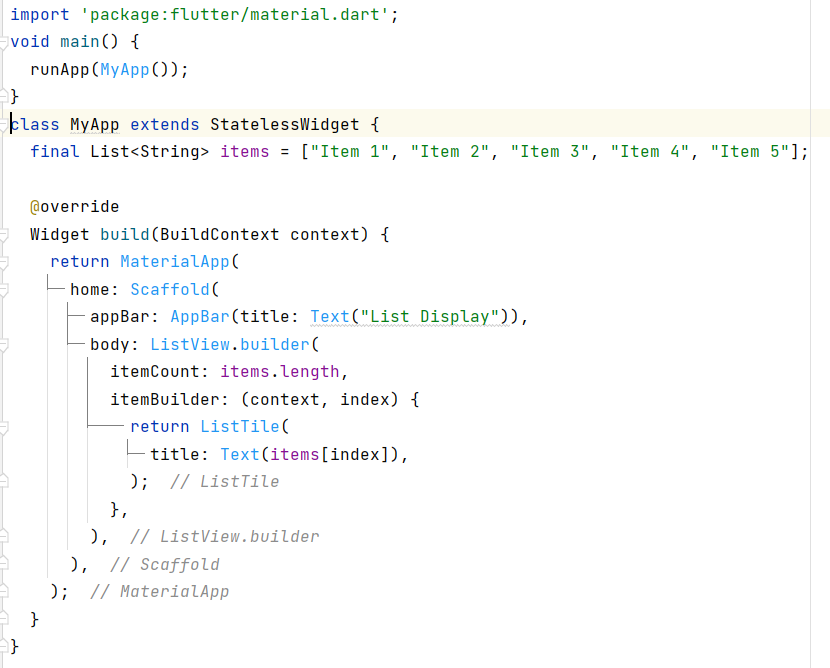 import 'package:flutter/material.dart';
void main() {
  runApp(MyApp());
}
class MyApp extends StatelessWidget {
  final List<String> items = ["Item 1", "Item 2", "Item 3", "Item 4", "Item 5"];

  @override
  Widget build(BuildContext context) {
    return MaterialApp(
      home: Scaffold(
        appBar: AppBar(title: Text("List Display")),
        body: ListView.builder(
          itemCount: items.length,
          itemBuilder: (context, index) {
            return ListTile(
              title: Text(items[index]),
            );  // ListTile
          },
        ),  // ListView.builder
      ),  // Scaffold
    );  // MaterialApp
  }
}